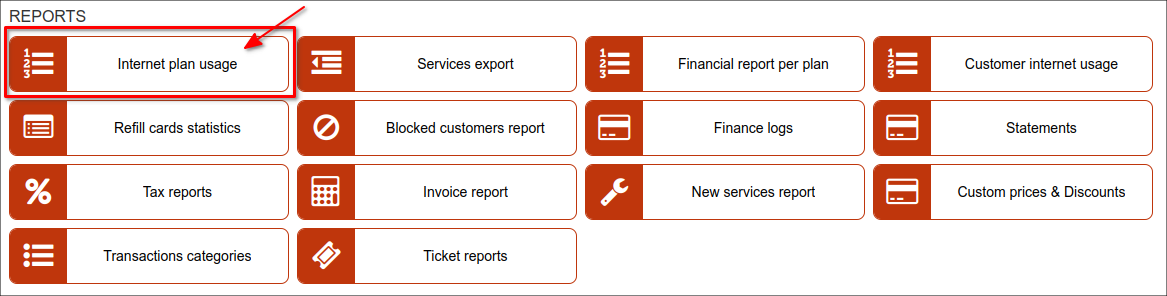 REPORTS
Internet plan usage
Services export
Financial report per plan
Customer internet usage
Refill cards statistics
Blocked customers report
Finance logs
Statements
Tax reports
Invoice report
New services report
Custom prices & Discounts
Transactions categories
Ticket reports